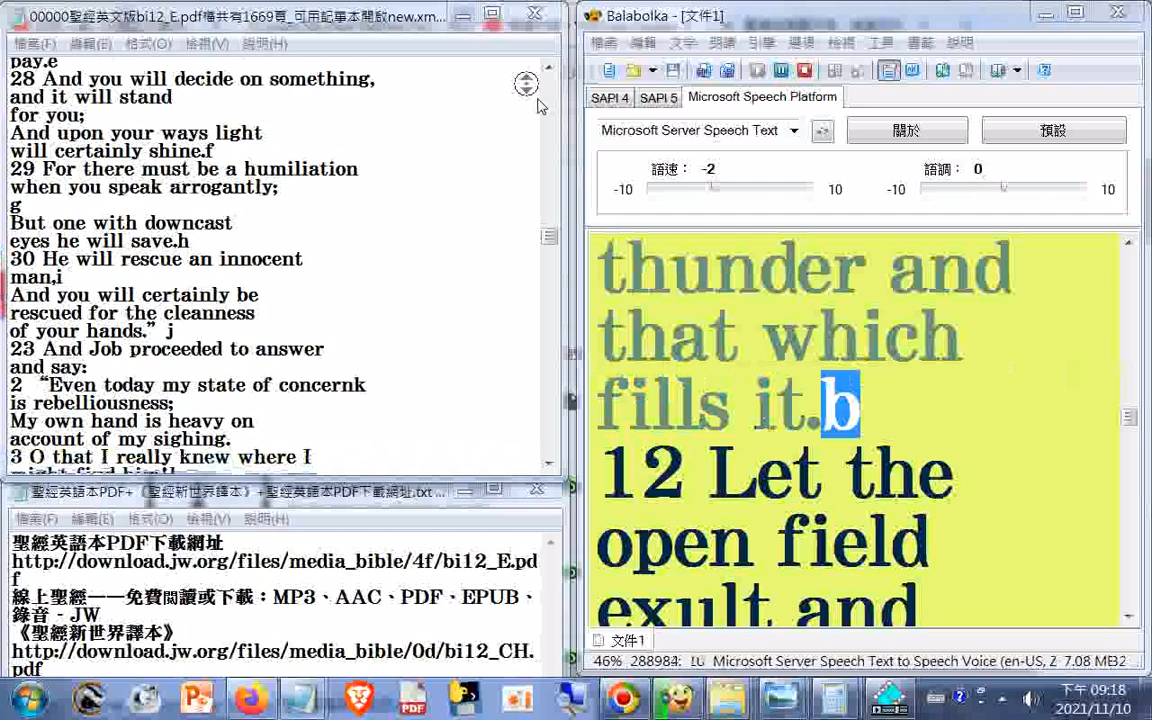 00000聖經英文版bi12_E.pdf檔共有1669頁_可用記事本開啟new.xm...
檔案(F) 編輯(E) 格式(O) 檢視(V) 說明(H)
pay.e
28 And you will decide on something,
and it will stand
for you;
And upon your ways light
will certainly shine.f
29 For there must be a humiliation
when you speak arrogantly;
g
But one with downcast
eyes he will save.h
30 He will rescue an innocent
man,i
And you will certainly be
rescued for the cleanness
of your hands.” j
23 And Job proceeded to answer
and say:
2 “Even today my state of concernk
is rebelliousness;
My own hand is heavy on
account of my sighing.
3 O that I really knew where I
might find him!l
聖經英語本PDF+《聖經新世界譯本》+聖經英語本PDF下載網址.txt ...
檔案(F) 編輯(E) 格式(O) 檢視(V) 說明(H)
聖經英語本PDF下載網址
http://download.jw.org/files/media_bible/4f/bi12_E.pd
f
線上聖經——免費閱讀或下載：MP3、AAC、PDF、EPUB、
錄音 - JW
《聖經新世界譯本》
http://download.jw.org/files/media_bible/0d/bi12_CH.
pdf
Balabolka - [文件1]
檔案 編輯 文字 朗讀 引擎 選項 檢視 工具 書籤 說明
SAPI 4 SAPI 5 Microsoft Speech Platform
Microsoft Server Speech Text 關於 預設
語速： -2 語調： 0
-10 10 -10 10
thunder and
that which
fills it.b
12 Let the
open field
exult and
文件1
46% 288984: Microsoft Server Speech Text to Speech Voice (en-US, Z 7.08 MB2
下午 09:18
2021/11/10